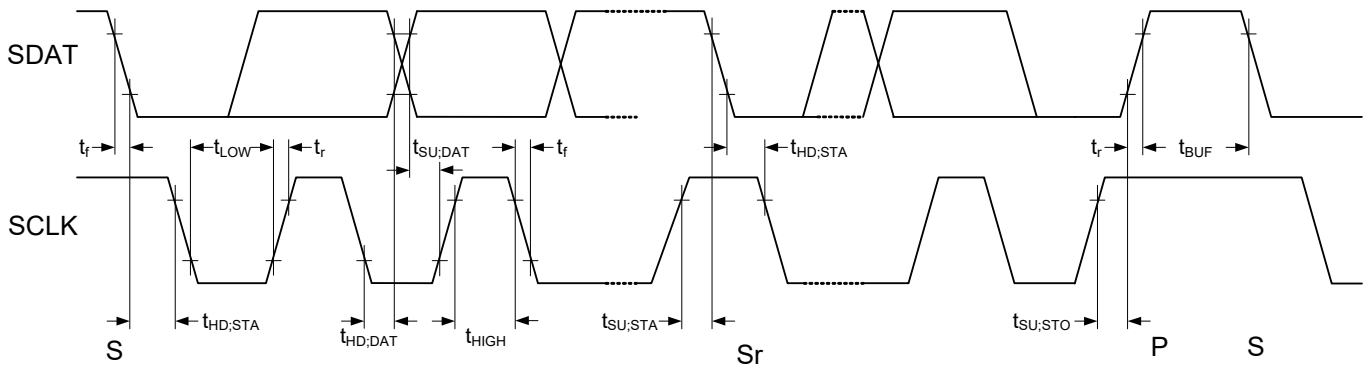 SDAT
t_f
t_LOW
t_r
t_SU;DAT
t_f
t_HD;STA
t_r
t_BUF
SCLK
t_HD;STA
t_HD;DAT
t_HIGH
t_SU;STA
t_SU;STO
S
Sr
P
S